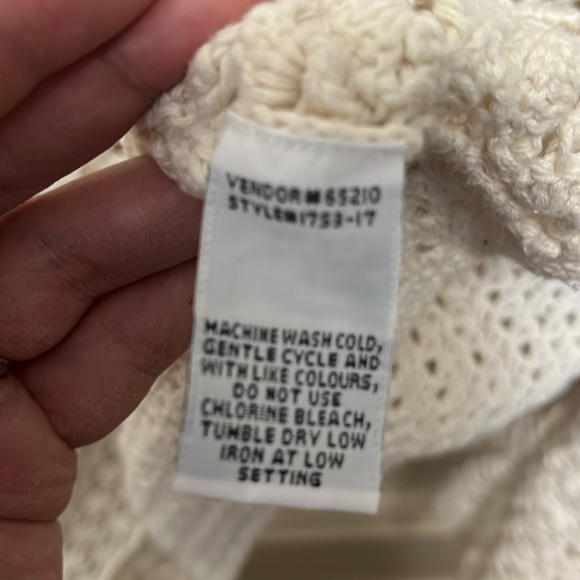 VENDOR#65210
STYLE#1753-17
MACHINE WASH COLD,
GENTLE CYCLE AND
WITH LIKE COLOURS,
DO NOT USE
CHLORINE BLEACH,
TUMBLE DRY LOW
IRON AT LOW
SETTING